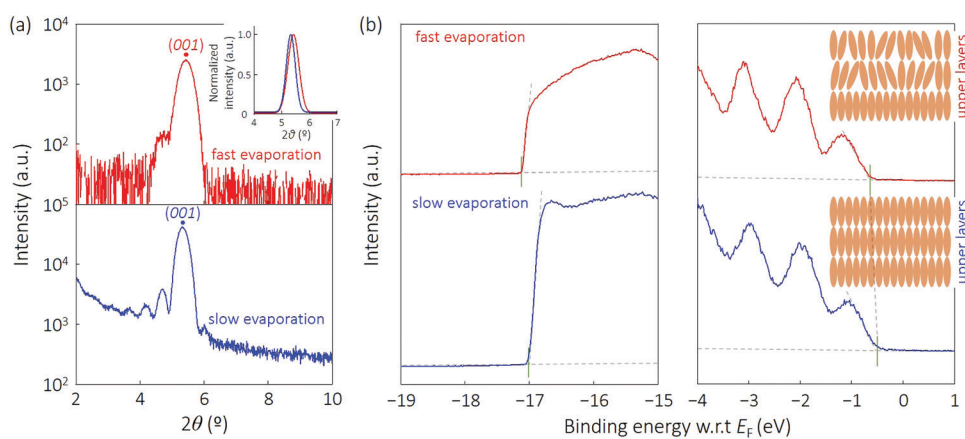 (a)
10⁴
10³
10²
10⁵
10⁴
10³
10²
Intensity (a.u.)
(001)
fast evaporation
(001)
slow evaporation
Normalized
intensity (a.u.)
1.0
0.5
0.0
4 5 6 7
2θ (º)
2 4 6 8 10
2θ (º)
(b)
Intensity (a.u.)
fast evaporation
slow evaporation
upper layers
upper layers
−19 −18 −17 −16 −15
−4 −3 −2 −1 0 1
Binding energy w.r.t E_F (eV)